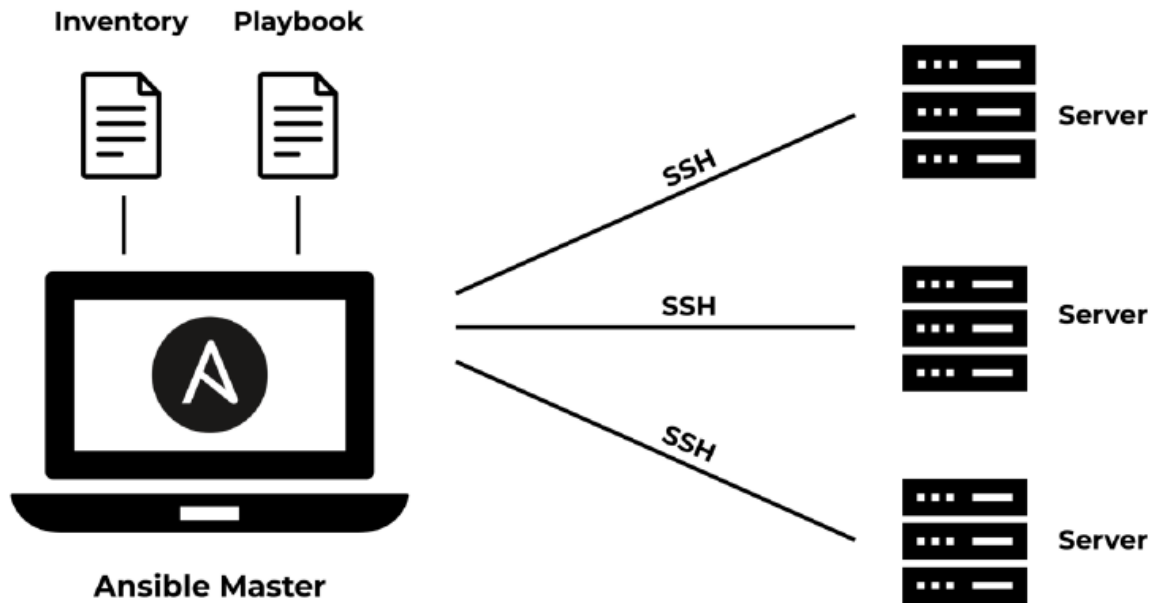 Inventory Playbook
Server
SSH
SSH
Server
SSH
Server
Ansible Master